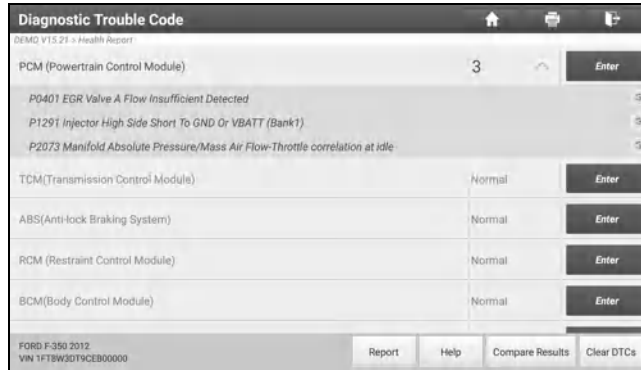 Diagnostic Trouble Code
DEMO V15.21 > Health Report
PCM (Powertrain Control Module) 3 Enter
P0401 EGR Valve A Flow Insufficient Detected
P1291 Injector High Side Short To GND Or VBATT (Bank1)
P2073 Manifold Absolute Pressure/Mass Air Flow-Throttle correlation at idle
TCM(Transmission Control Module) Normal Enter
ABS(Anti-lock Braking System) Normal Enter
RCM (Restraint Control Module) Normal Enter
BCM(Body Control Module) Normal Enter
FORD F-350 2012
VIN 1FT8W3DT9CEB00000
Report Help Compare Results Clear DTCs